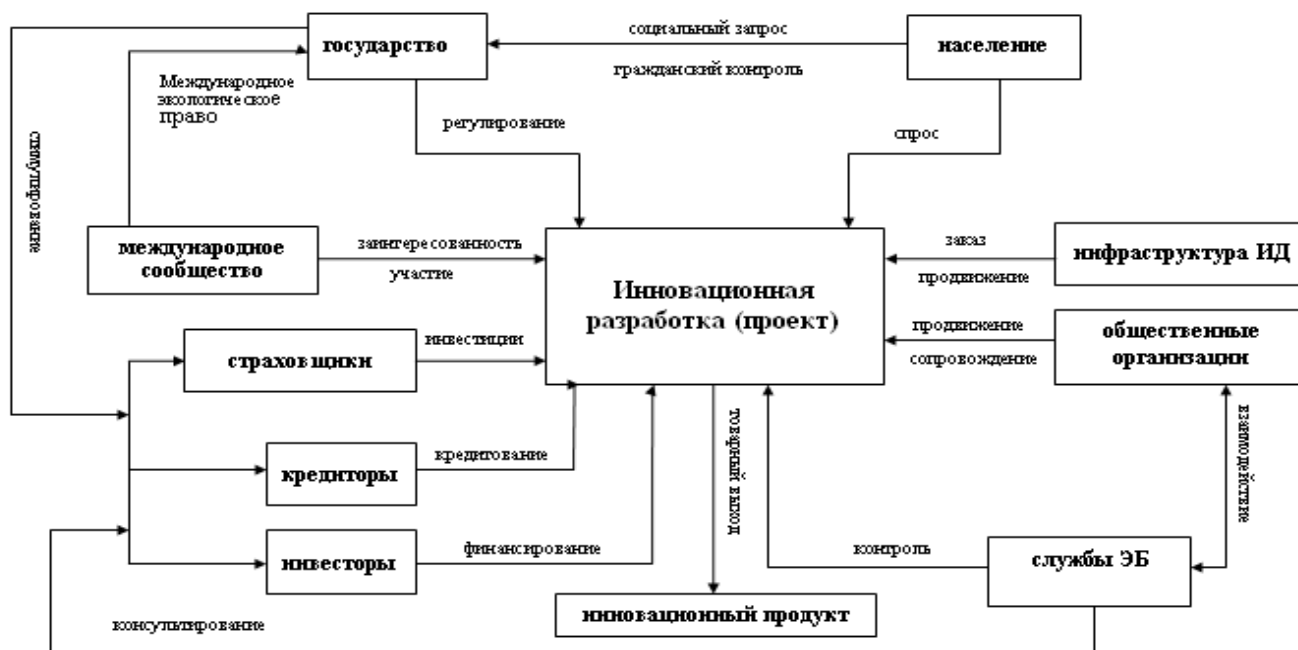 государство
социальный запрос
население
гражданский контроль
Международное
экологическое
право
регулирование
спрос
стимулирование
международное
сообщество
заинтересованность
участие
Инновационная
разработка (проект)
заказ
продвижение
инфраструктура ИД
страховщики
инвестиции
продвижение
сопровождение
общественные
организации
кредиторы
кредитование
товарный выход
взаимодействие
инвесторы
финансирование
контроль
службы ЭБ
инновационный продукт
консультирование